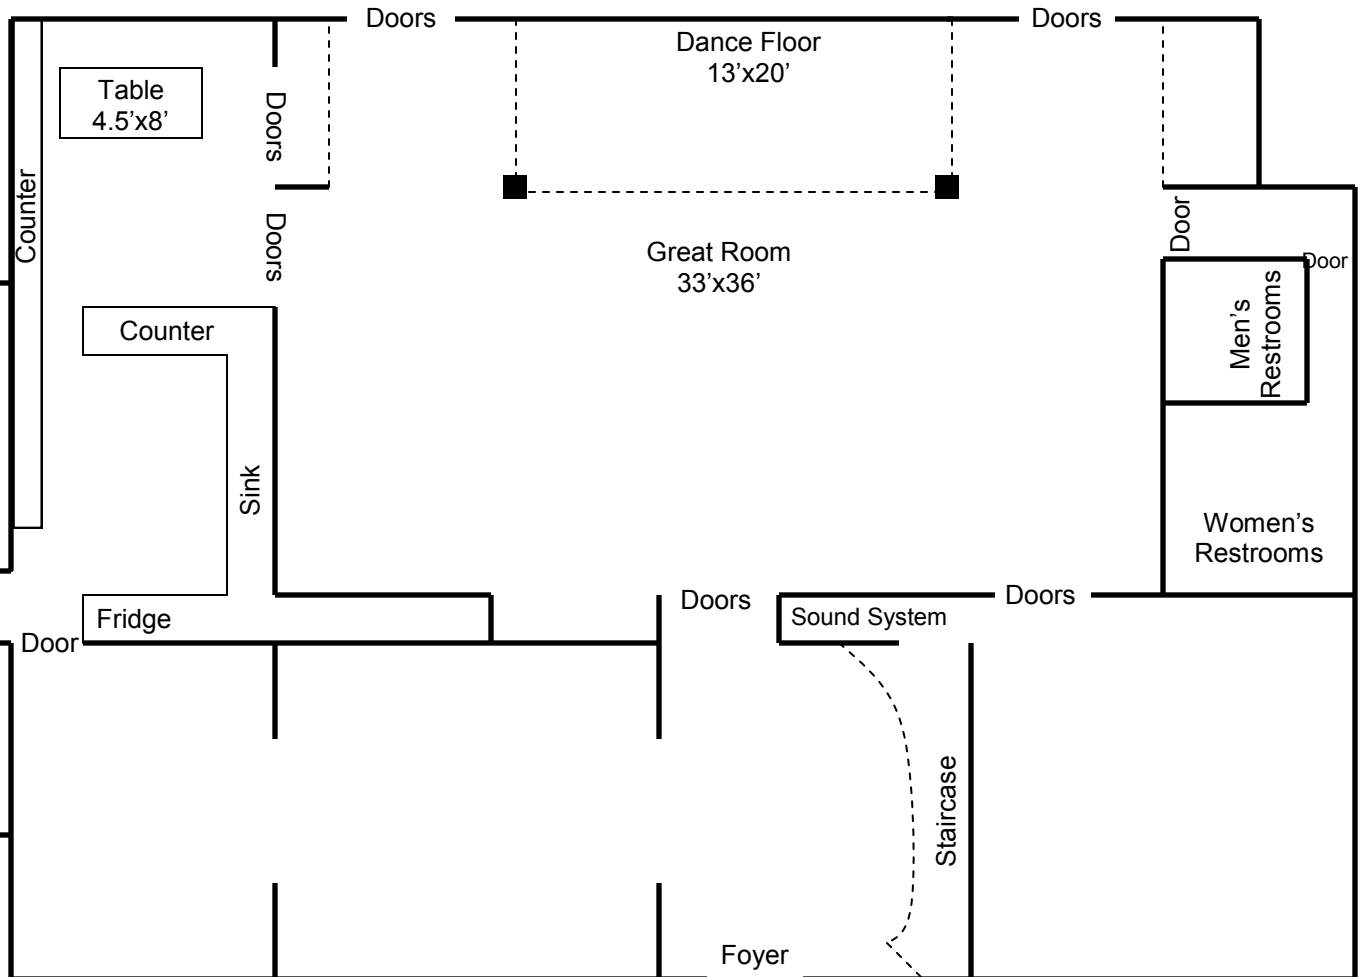 Doors
Doors
Dance Floor
13’x20’
Table
4.5’x8’
Doors
Counter
Doors
Door
Great Room
33’x36’
Door
Men’s
Restrooms
Counter
Sink
Women’s
Restrooms
Doors
Doors
Fridge
Sound System
Door
Staircase
Foyer